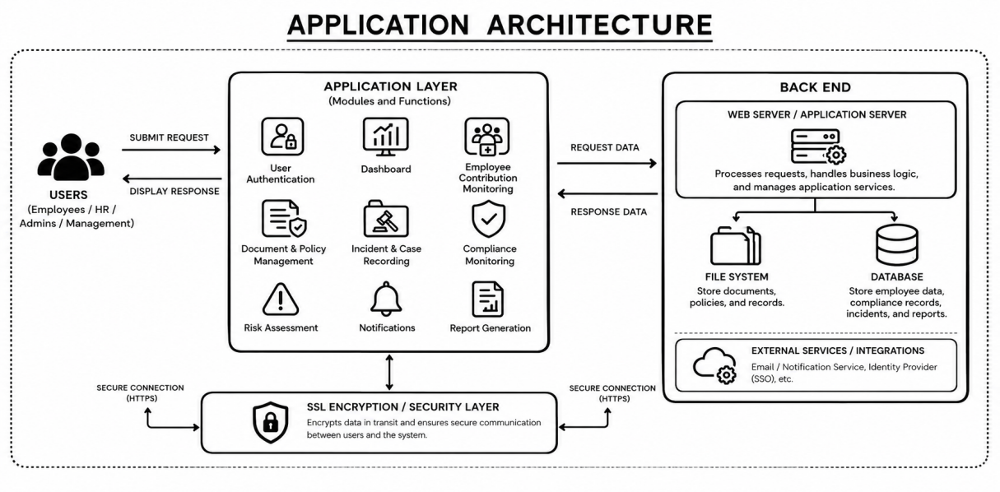 APPLICATION ARCHITECTURE
USERS
(Employees / HR /
Admins / Management)
SUBMIT REQUEST
DISPLAY RESPONSE
APPLICATION LAYER
(Modules and Functions)
User
Authentication
Dashboard
Employee
Contribution
Monitoring
Document & Policy
Management
Incident & Case
Recording
Compliance
Monitoring
Risk Assessment
Notifications
Report Generation
REQUEST DATA
RESPONSE DATA
BACK END
WEB SERVER / APPLICATION SERVER
Processes requests, handles business logic,
and manages application services.
FILE SYSTEM
Store documents,
policies, and records.
DATABASE
Store employee data,
compliance records,
incidents, and reports.
EXTERNAL SERVICES / INTEGRATIONS
Email / Notification Service, Identity Provider
(SSO), etc.
SECURE CONNECTION
(HTTPS)
SSL ENCRYPTION / SECURITY LAYER
Encrypts data in transit and ensures secure communication
between users and the system.
SECURE CONNECTION
(HTTPS)